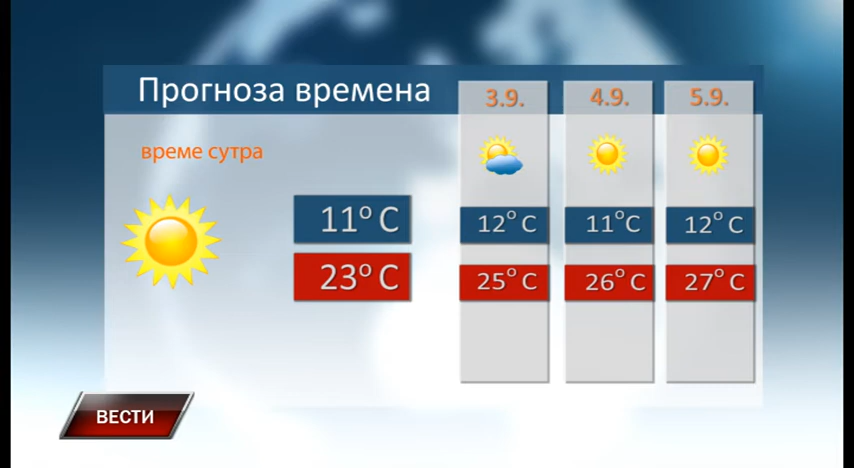 Прогноза времена
време сутра
11° C
23° C
3.9.
12° C
25° C
4.9.
11°C
26° C
5.9.
12° C
27° C
ВЕСТИ